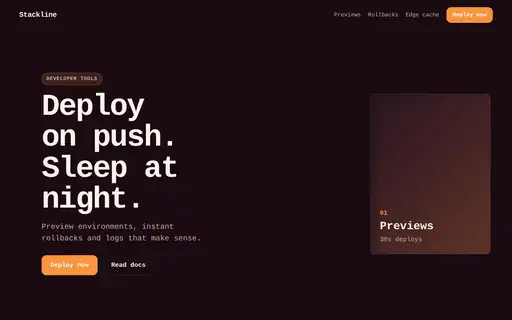 Stackline
Previews Rollbacks Edge cache Deploy now
DEVELOPER TOOLS
Deploy
on push.
Sleep at
night.
Preview environments, instant
rollbacks and logs that make sense.
Deploy now Read docs
01
Previews
38s deploys